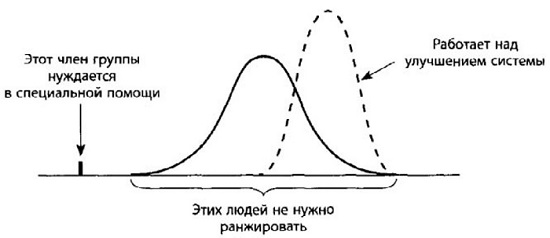 Этот член группы
нуждается
в специальной помощи
Работает над
улучшением системы
Этих людей не нужно
ранжировать